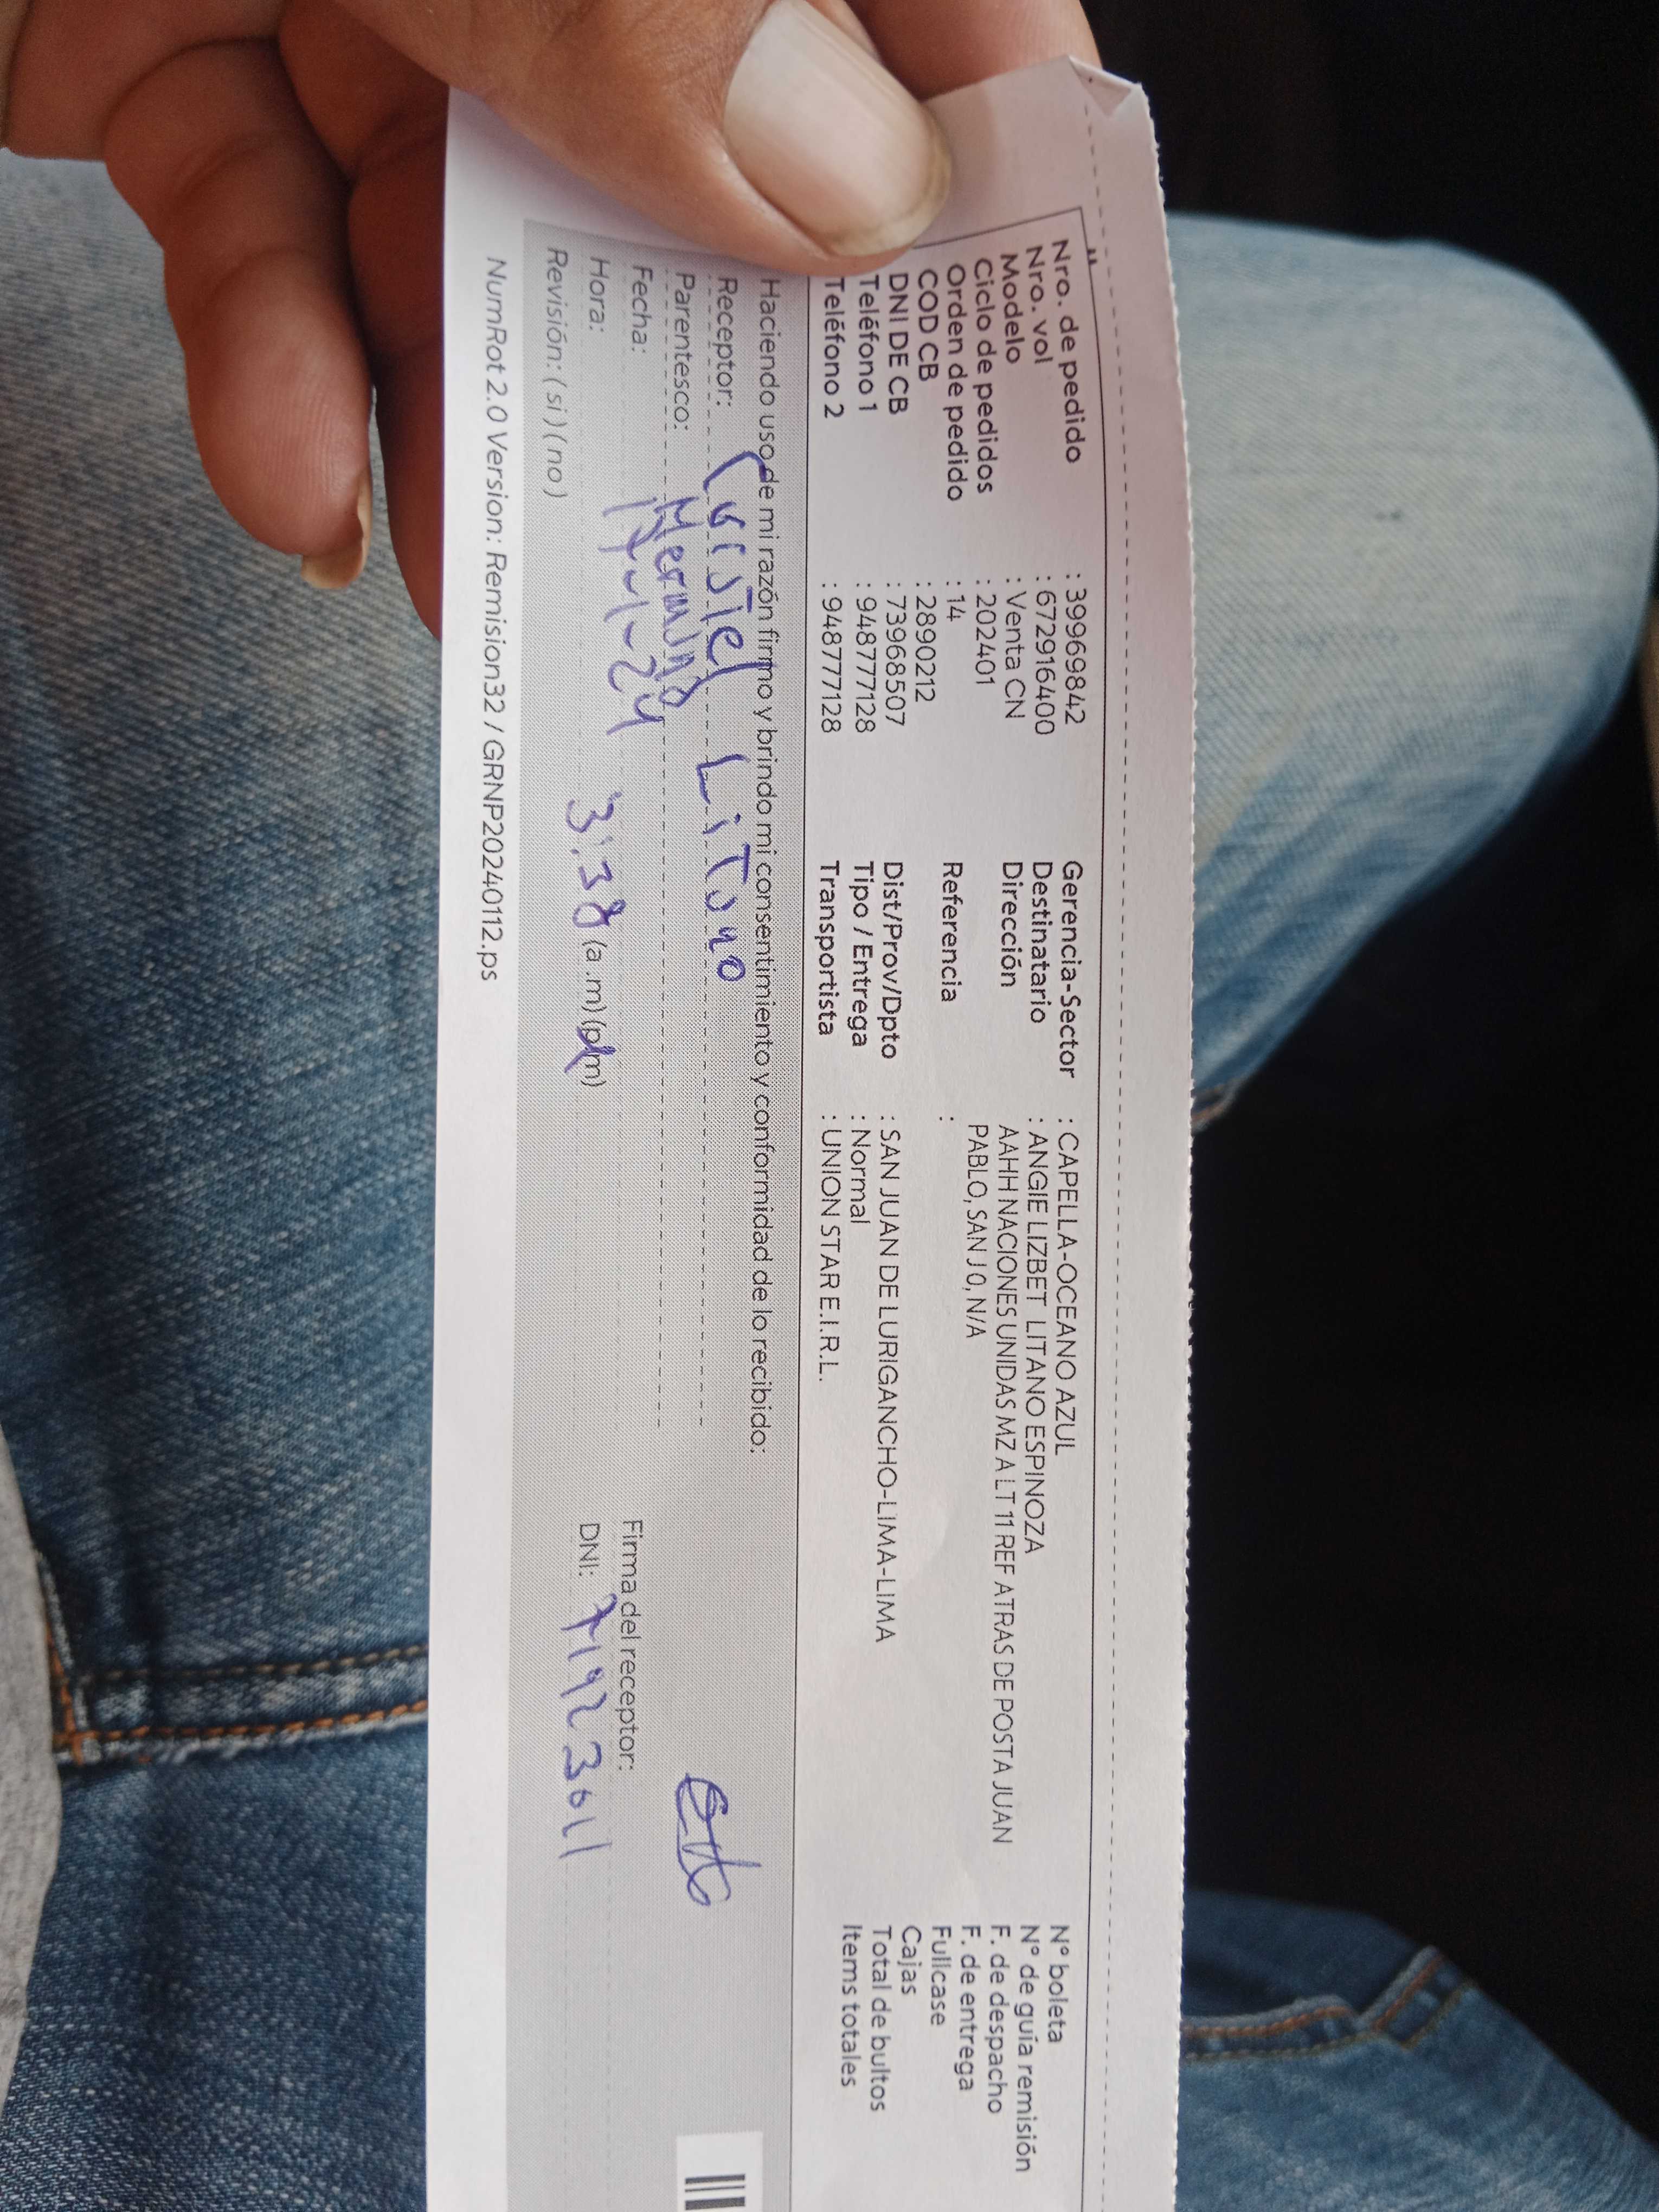 Nro. de pedido : 39969842 Gerencia-Sector : CAPELLA-OCEANO AZUL N° boleta
Nro. vol : 672916400 Destinatario : ANGIE LIZBET LITANO ESPINOZA N° de guía remisión
Modelo : Venta CN Dirección AAHH NACIONES UNIDAS MZ A LT 11 REF ATRAS DE POSTA JUAN F. de despacho
Ciclo de pedidos : 202401 PABLO, SAN J 0, N/A F. de entrega
Orden de pedido : 14 Referencia : Fullcase
COD CB : 2890212 Cajas
DNI DE CB : 73968507 Dist/Prov/Dpto : SAN JUAN DE LURIGANCHO-LIMA-LIMA Total de bultos
Teléfono 1 : 948777128 Tipo / Entrega : Normal Items totales
Teléfono 2 : 948777128 Transportista : UNION STAR E.I.R.L.
Haciendo uso de mi razón firmo y brindo mi consentimiento y conformidad de lo recibido:
Receptor: Litano
Parentesco: Hermano
Fecha: 17-1-24 Firma del receptor:
Hora: 3:38 (a.m)(p.m) DNI: 71923011
Revisión: ( si ) ( no )
NumRot 2.0 Version: Remision32 / GRNP20240112.ps